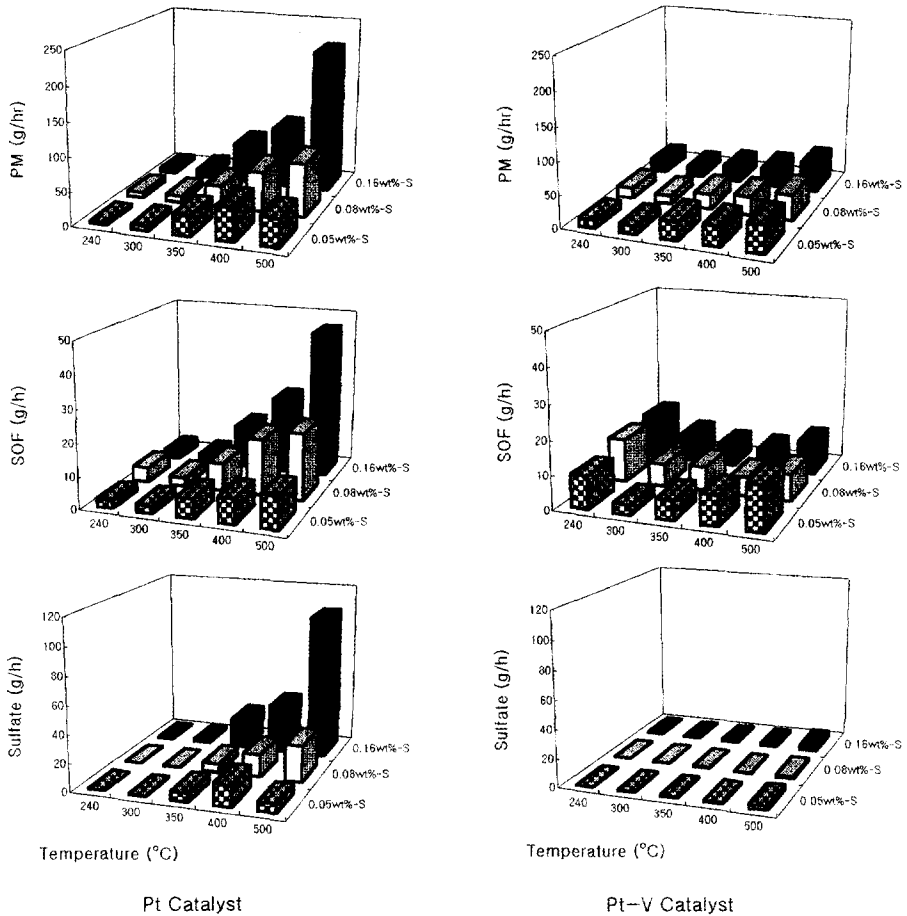 250
200
150
100
50
0
PM (g/hr)
240
300
350
400
500
0.16wt%-S
0.08wt%-S
0.05wt%-S
250
200
150
100
50
0
PM (g/hr)
240
300
350
400
500
0.16wt%-S
0.08wt%-S
0.05wt%-S
50
40
30
20
10
0
SOF (g/h)
240
300
350
400
500
0.16wt%-S
0.08wt%-S
0.05wt%-S
50
40
30
20
10
0
SOF (g/h)
240
300
350
400
500
0.16wt%-S
0.08wt%-S
0.05wt%-S
120
100
80
60
40
20
0
Sulfate (g/h)
240
300
350
400
500
0.16wt%-S
0.08wt%-S
0.05wt%-S
Temperature (°C)
120
100
80
60
40
20
0
Sulfate (g/h)
240
300
350
400
500
0.16wt%-S
0.08wt%-S
0.05wt%-S
Temperature (°C)
Pt Catalyst
Pt-V Catalyst